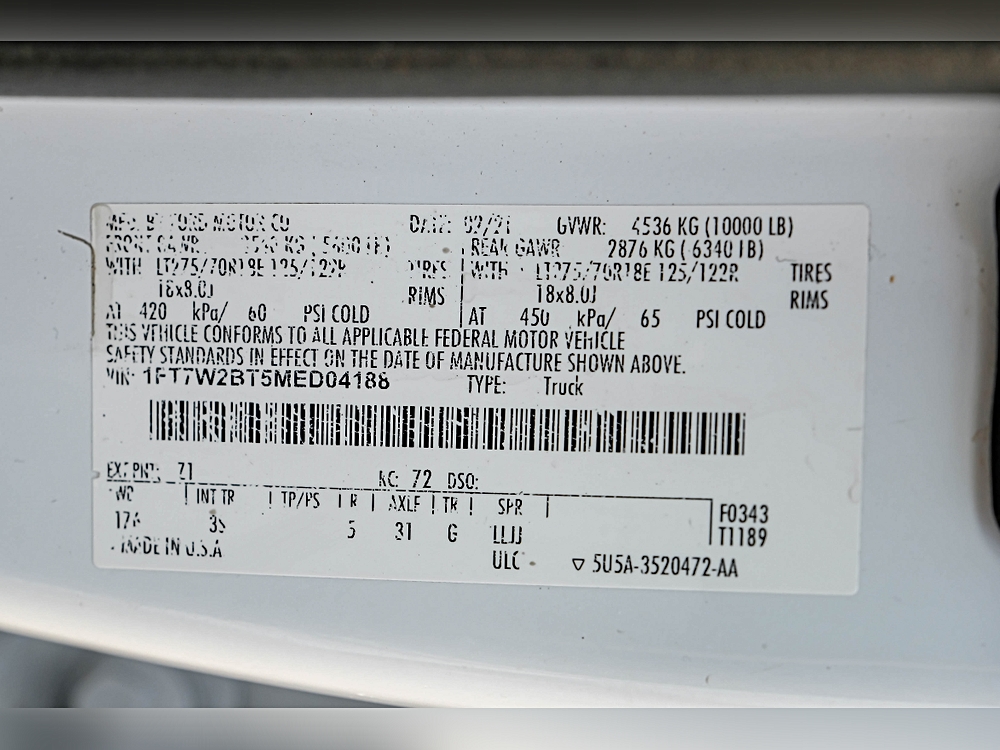 MFD. BY FORD MOTOR CO DATE: 09/21 GVWR: 4536 KG (10000 LB)
FRONT GAWR: KG REAR GAWR 2876 KG ( 6340 LB)
WITH LT275/70R18E 125/122R TIRES WITH LT275/70R18E 125/122R TIRES
18x8.0J RIMS 18x8.0J RIMS
AT 420 kPa/ 60 PSI COLD AT 450 kPa/ 65 PSI COLD
THIS VEHICLE CONFORMS TO ALL APPLICABLE FEDERAL MOTOR VEHICLE
SAFETY STANDARDS IN EFFECT ON THE DATE OF MANUFACTURE SHOWN ABOVE.
VIN: 1FT7W2BT5MED04188 TYPE: Truck
EXT PNT: Z1 RC: 72 DSO:
WB INT TR TP/PS R AXLE TR SPR
176 3S 5 31 G LLJJ F0343
T1189
MADE IN U.S.A
ULC ▽ 5U5A-3520472-AA